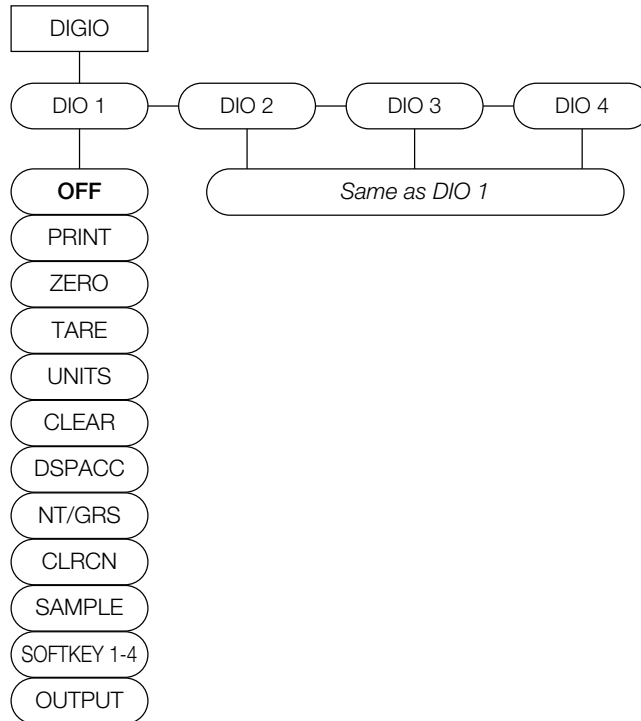 DIGIO
DIO 1 DIO 2 DIO 3 DIO 4
OFF Same as DIO 1
PRINT
ZERO
TARE
UNITS
CLEAR
DSPACC
NT/GRS
CLRCN
SAMPLE
SOFTKEY 1-4
OUTPUT